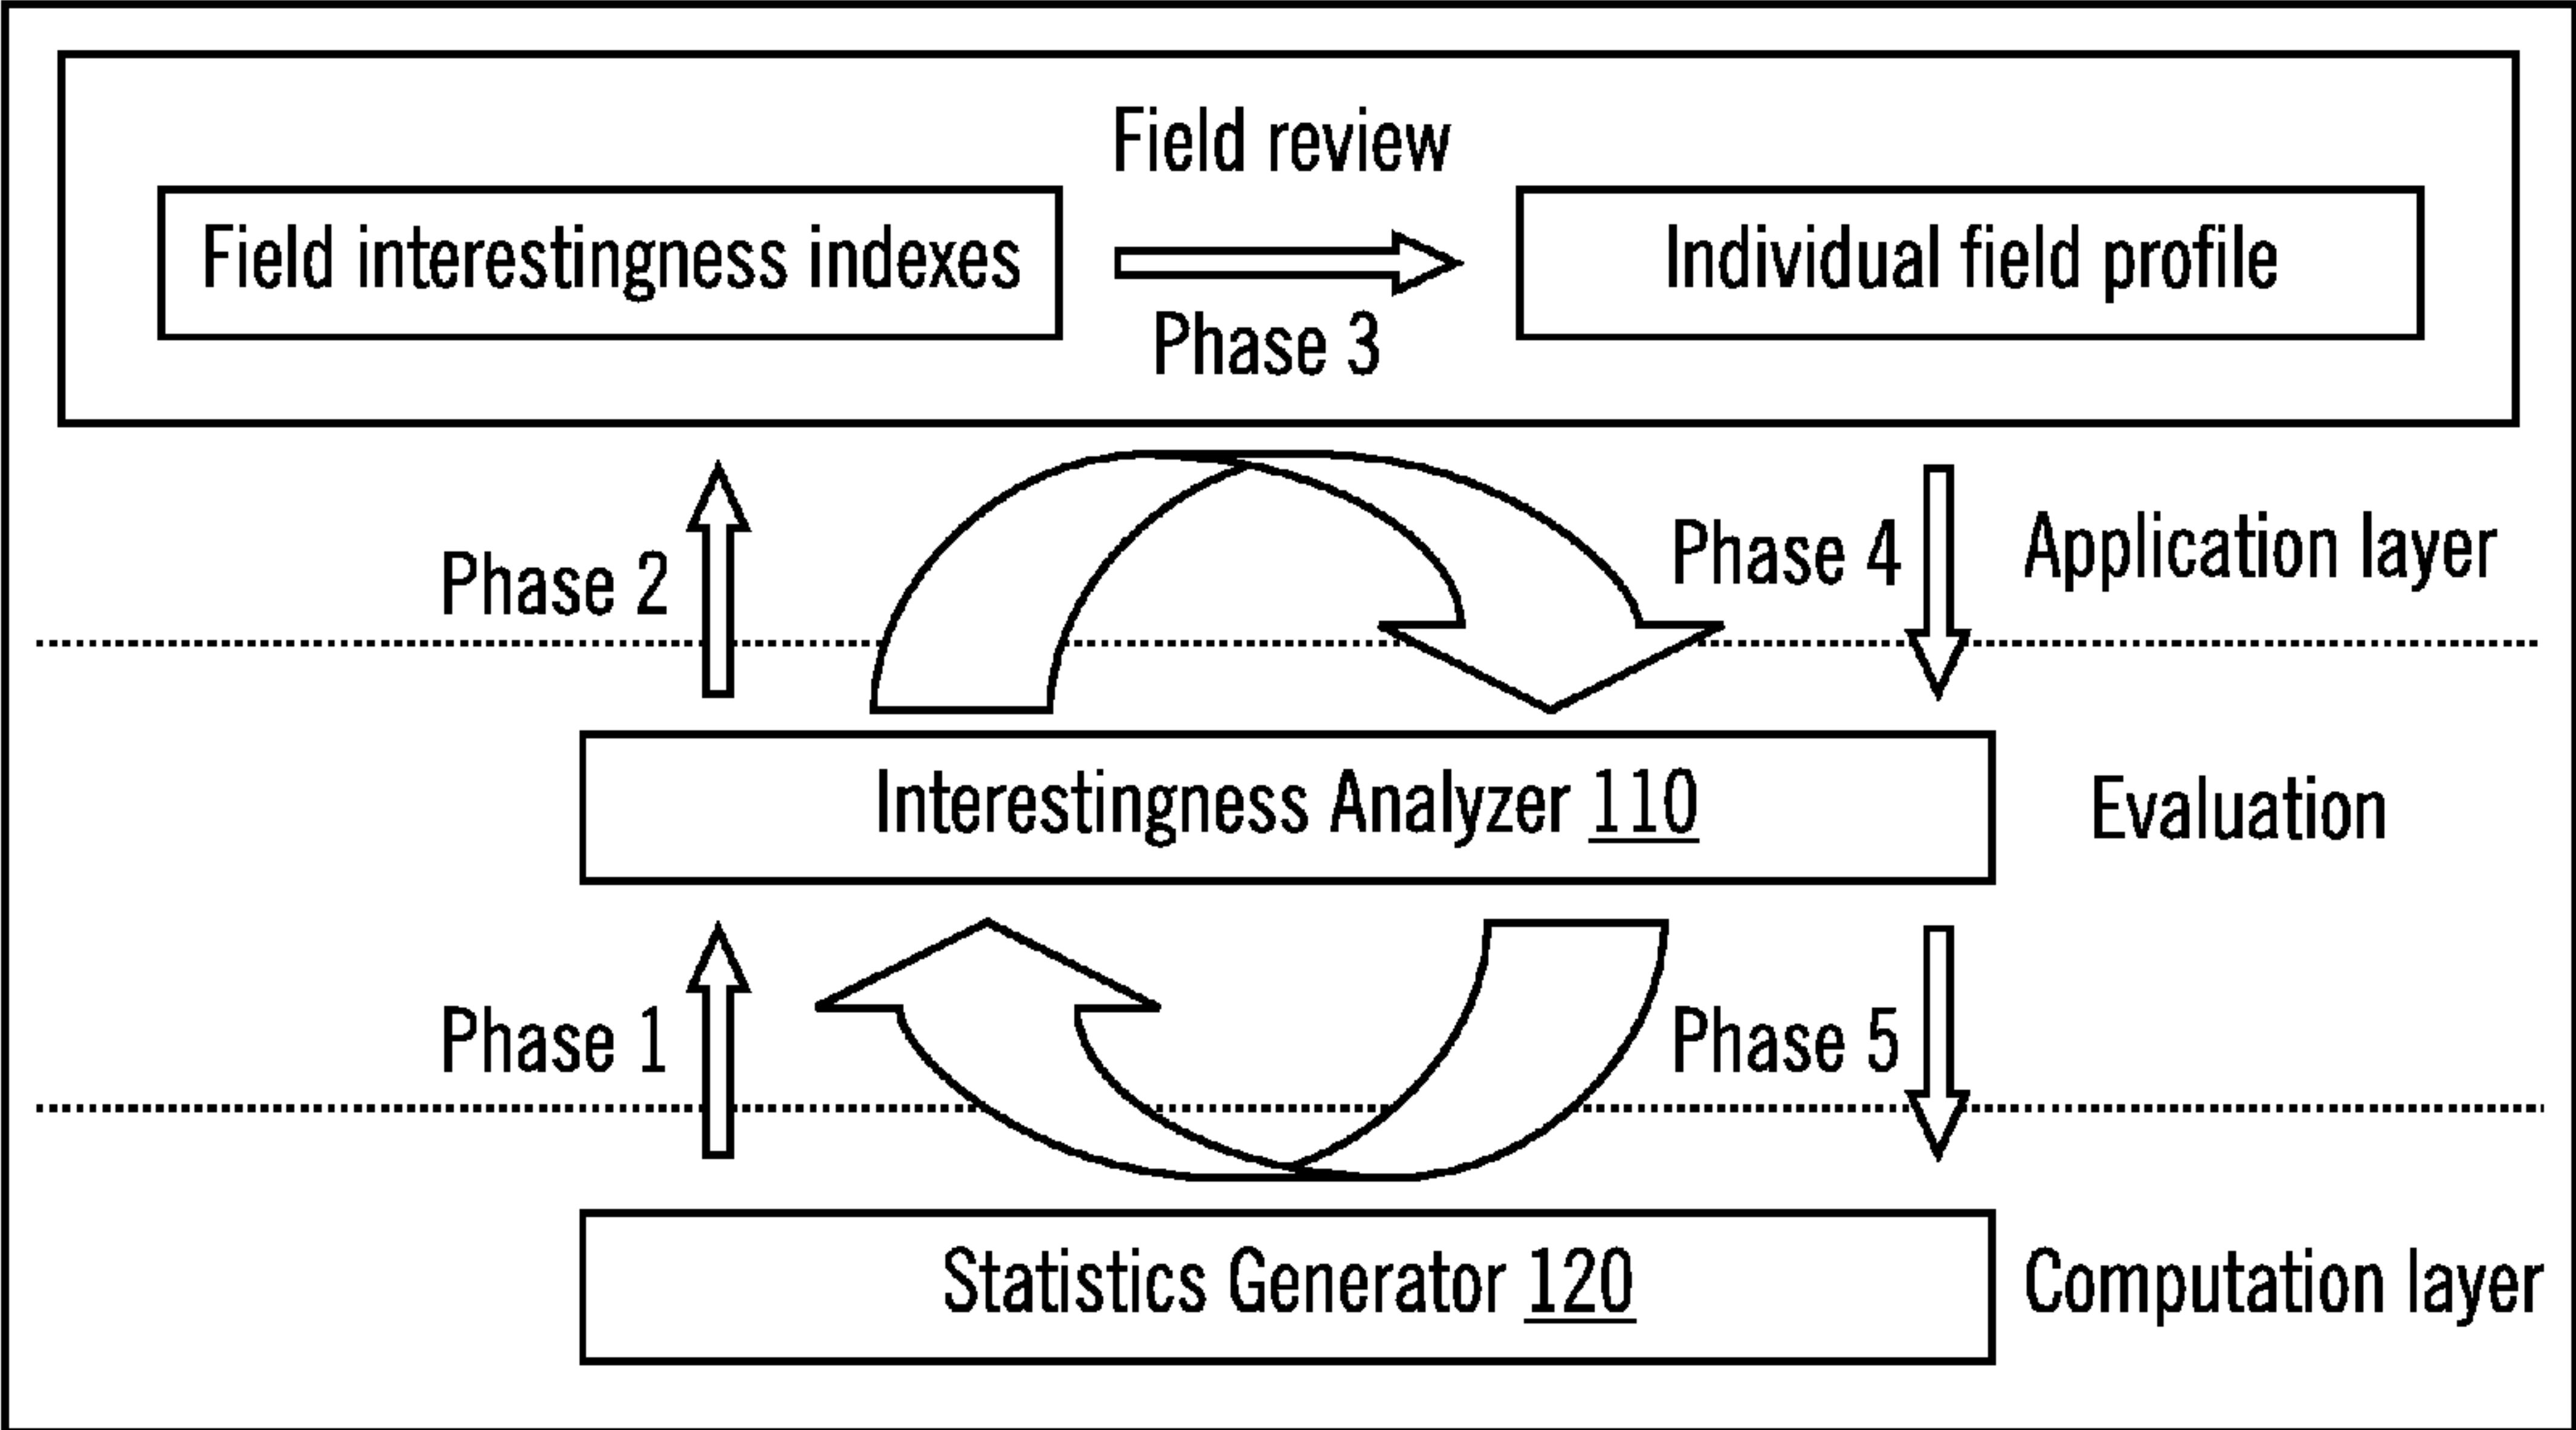 Field review
Field interestingness indexes
Individual field profile
Phase 3
Phase 2
Phase 4
Application layer
Interestingness Analyzer 110
Evaluation
Phase 1
Phase 5
Statistics Generator 120
Computation layer